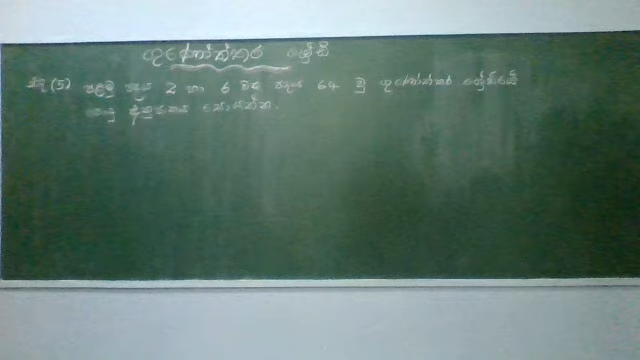 ගුණෝත්තර ශ්‍රේඪි
(5) පළමු පදය 2 හා 6 වන පදය 64 වූ ගුණෝත්තර ශ්‍රේඪියේ
පොදු අනුපාතය සොයන්න.